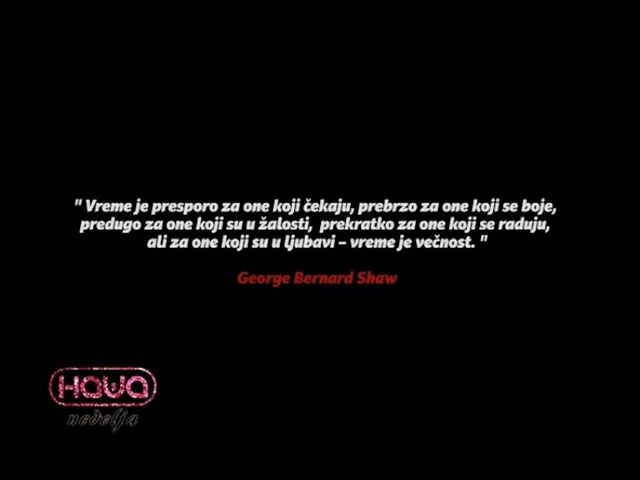 " Vreme je presporo za one koji čekaju, prebrzo za one koji se boje,
predugo za one koji su u žalosti, prekratko za one koji se raduju,
ali za one koji su u ljubavi – vreme je večnost. "
George Bernard Shaw
Нашa
nedelja